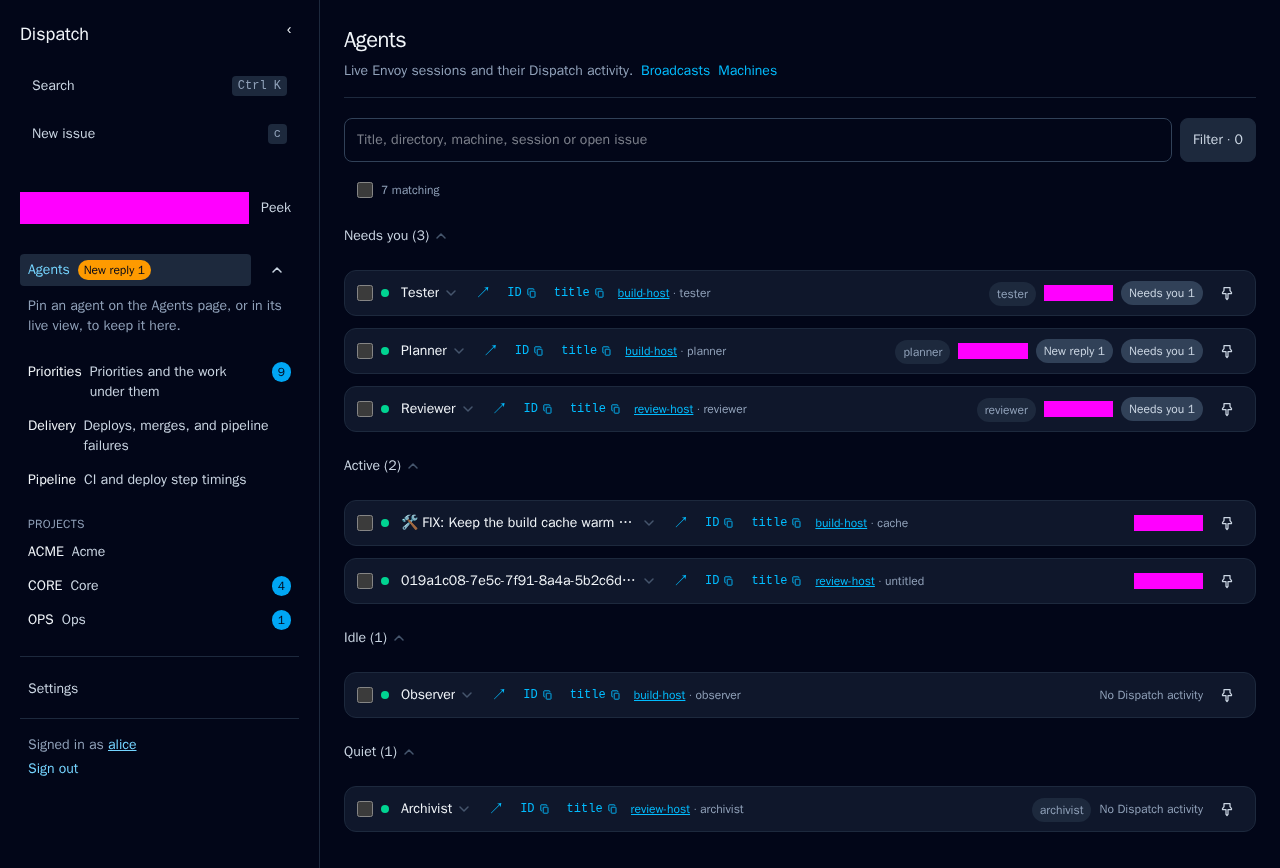 Dispatch
Search Ctrl K
New issue C
Peek
Agents New reply 1
Pin an agent on the Agents page, or in its
live view, to keep it here.
Priorities Priorities and the work
under them 9
Delivery Deploys, merges, and pipeline
failures
Pipeline CI and deploy step timings
PROJECTS
ACME Acme
CORE Core 4
OPS Ops 1
Settings
Signed in as alice
Sign out
Agents
Live Envoy sessions and their Dispatch activity. Broadcasts Machines
Title, directory, machine, session or open issue
Filter · 0
7 matching
Needs you (3)
Tester ID title build-host · tester tester Needs you 1
Planner ID title build-host · planner planner New reply 1 Needs you 1
Reviewer ID title review-host · reviewer reviewer Needs you 1
Active (2)
🛠️ FIX: Keep the build cache warm … ID title build-host · cache
019a1c08-7e5c-7f91-8a4a-5b2c6d… ID title review-host · untitled
Idle (1)
Observer ID title build-host · observer No Dispatch activity
Quiet (1)
Archivist ID title review-host · archivist archivist No Dispatch activity